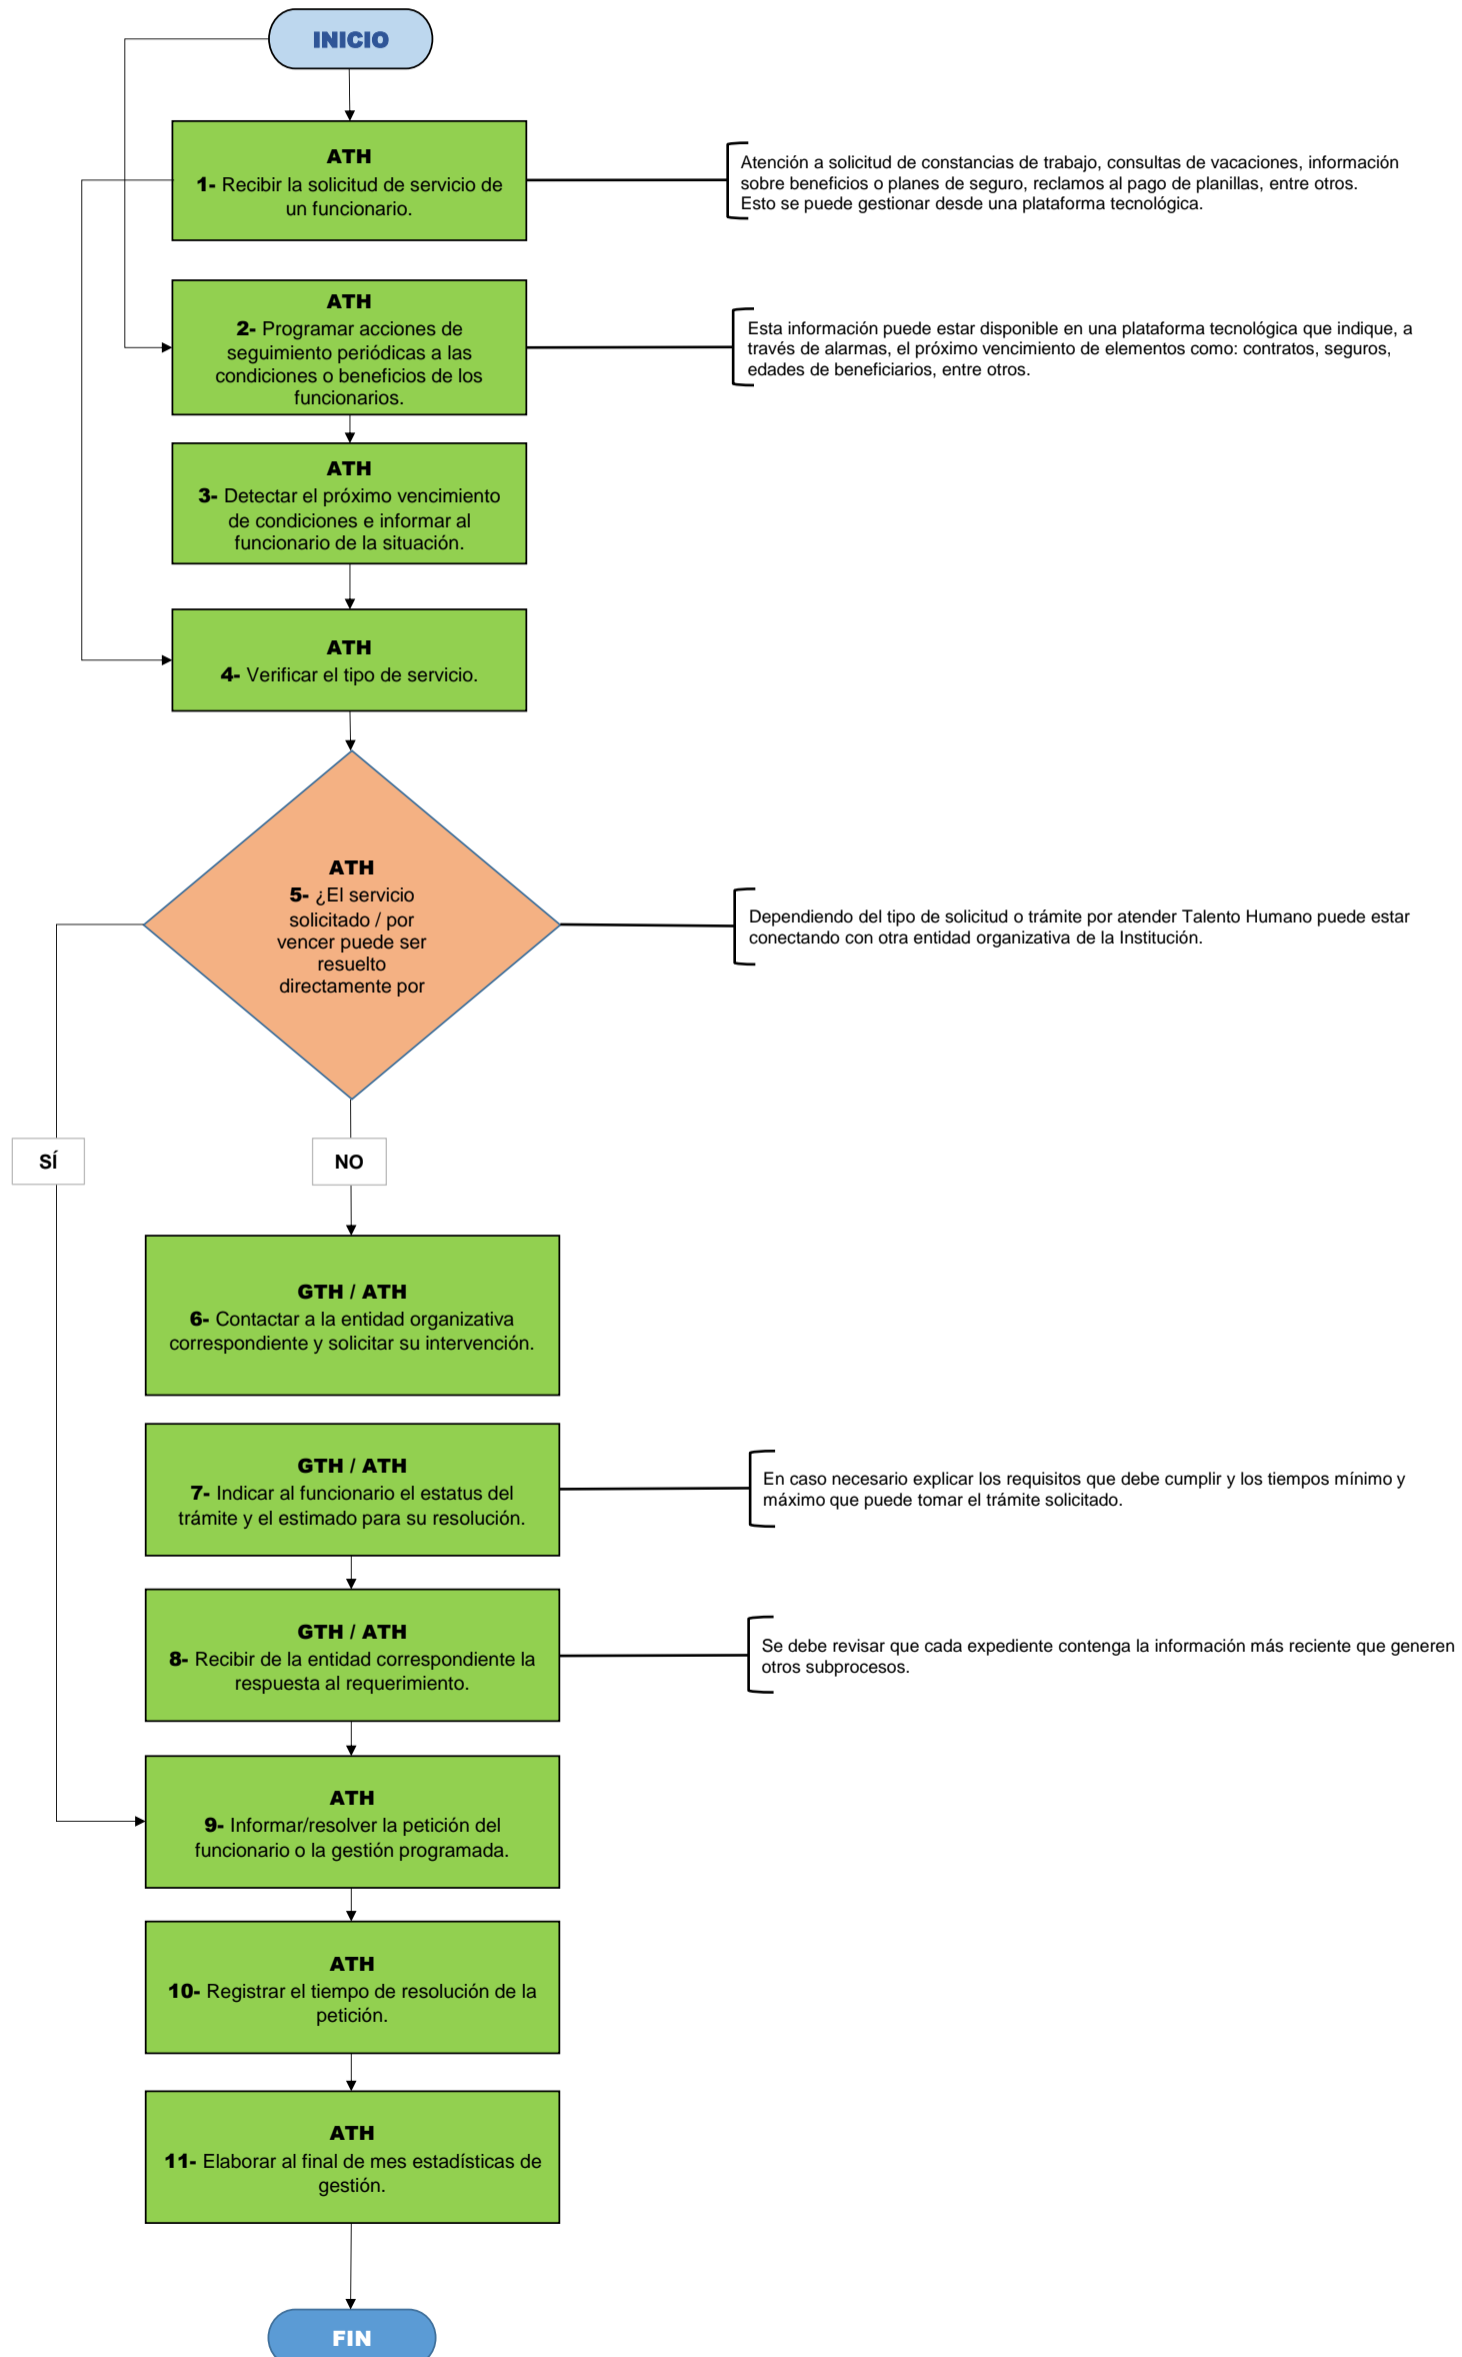 INICIO
ATH
1- Recibir la solicitud de servicio de
un funcionario.
Atención a solicitud de constancias de trabajo, consultas de vacaciones, información
sobre beneficios o planes de seguro, reclamos al pago de planillas, entre otros.
Esto se puede gestionar desde una plataforma tecnológica.
ATH
2- Programar acciones de
seguimiento periódicas a las
condiciones o beneficios de los
funcionarios.
Esta información puede estar disponible en una plataforma tecnológica que indique, a
través de alarmas, el próximo vencimiento de elementos como: contratos, seguros,
edades de beneficiarios, entre otros.
ATH
3- Detectar el próximo vencimiento
de condiciones e informar al
funcionario de la situación.
ATH
4- Verificar el tipo de servicio.
ATH
5- ¿El servicio
solicitado / por
vencer puede ser
resuelto
directamente por
Dependiendo del tipo de solicitud o trámite por atender Talento Humano puede estar
conectando con otra entidad organizativa de la Institución.
SÍ
NO
GTH / ATH
6- Contactar a la entidad organizativa
correspondiente y solicitar su intervención.
GTH / ATH
7- Indicar al funcionario el estatus del
trámite y el estimado para su resolución.
En caso necesario explicar los requisitos que debe cumplir y los tiempos mínimo y
máximo que puede tomar el trámite solicitado.
GTH / ATH
8- Recibir de la entidad correspondiente la
respuesta al requerimiento.
Se debe revisar que cada expediente contenga la información más reciente que generen
otros subprocesos.
ATH
9- Informar/resolver la petición del
funcionario o la gestión programada.
ATH
10- Registrar el tiempo de resolución de la
petición.
ATH
11- Elaborar al final de mes estadísticas de
gestión.
FIN